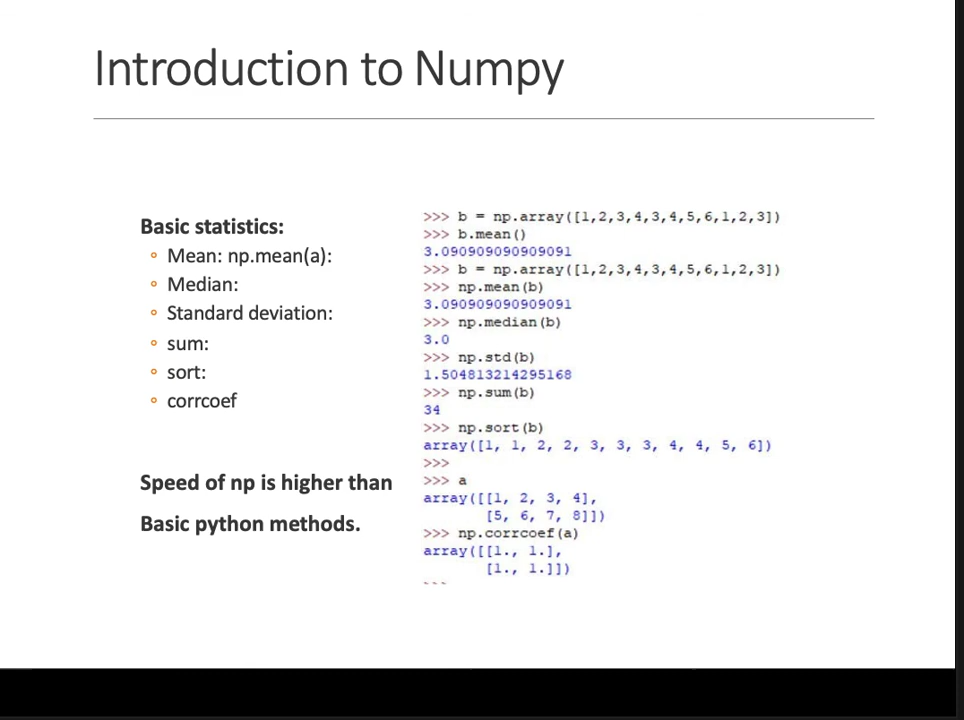 Introduction to Numpy
Basic statistics:
◦ Mean: np.mean(a):
◦ Median:
◦ Standard deviation:
◦ sum:
◦ sort:
◦ corrcoef
Speed of np is higher than
Basic python methods.
>>> b = np.array([1,2,3,4,3,4,5,6,1,2,3])
>>> b.mean()
3.090909090909091
>>> b = np.array([1,2,3,4,3,4,5,6,1,2,3])
>>> np.mean(b)
3.090909090909091
>>> np.median(b)
3.0
>>> np.std(b)
1.504813214295168
>>> np.sum(b)
34
>>> np.sort(b)
array([1, 1, 2, 2, 3, 3, 3, 4, 4, 5, 6])
>>>
>>> a
array([[1, 2, 3, 4],
[5, 6, 7, 8]])
>>> np.corrcoef(a)
array([[1., 1.],
[1., 1.]])